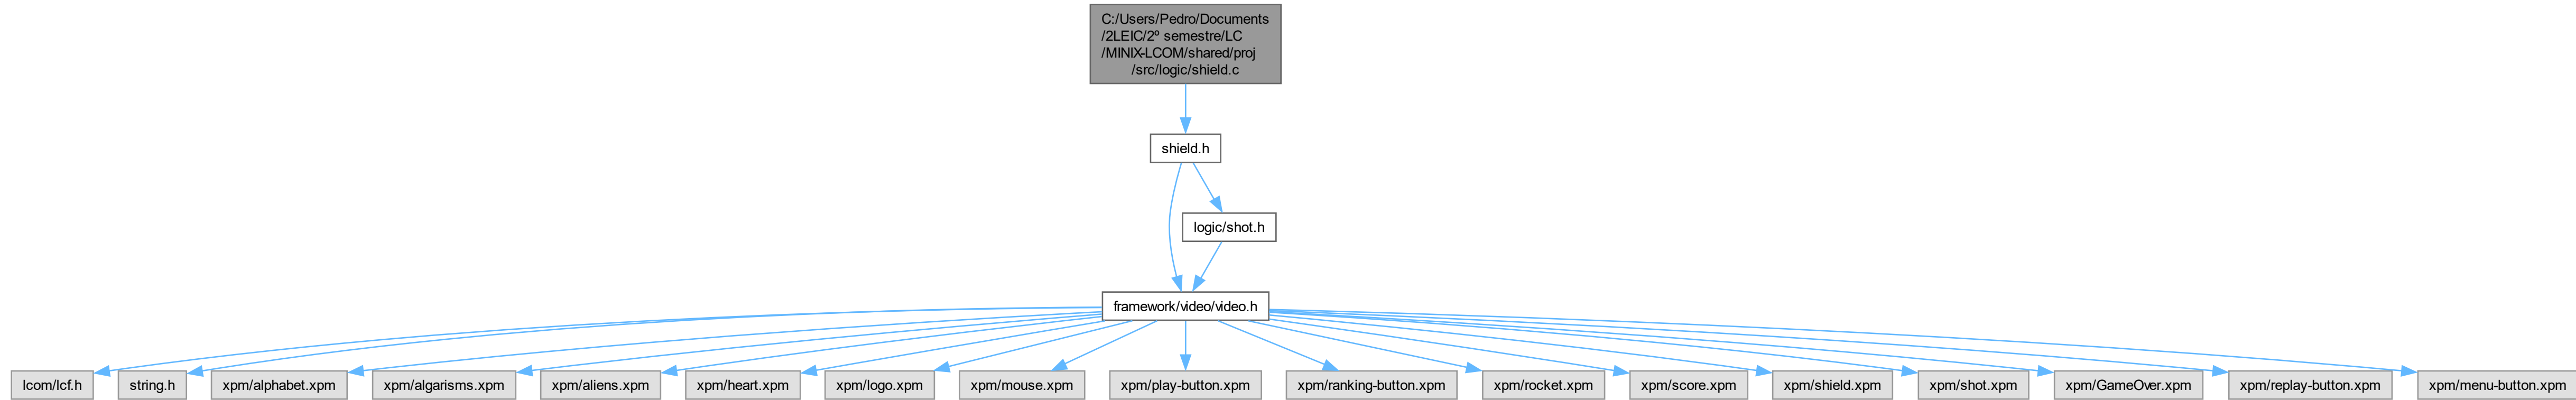 C:/Users/Pedro/Documents
/2LEIC/2º semestre/LC
/MINIX-LCOM/shared/proj
/src/logic/shield.c
shield.h
logic/shot.h
framework/video/video.h
lcom/lcf.h
string.h
xpm/alphabet.xpm
xpm/algarisms.xpm
xpm/aliens.xpm
xpm/heart.xpm
xpm/logo.xpm
xpm/mouse.xpm
xpm/play-button.xpm
xpm/ranking-button.xpm
xpm/rocket.xpm
xpm/score.xpm
xpm/shield.xpm
xpm/shot.xpm
xpm/GameOver.xpm
xpm/replay-button.xpm
xpm/menu-button.xpm